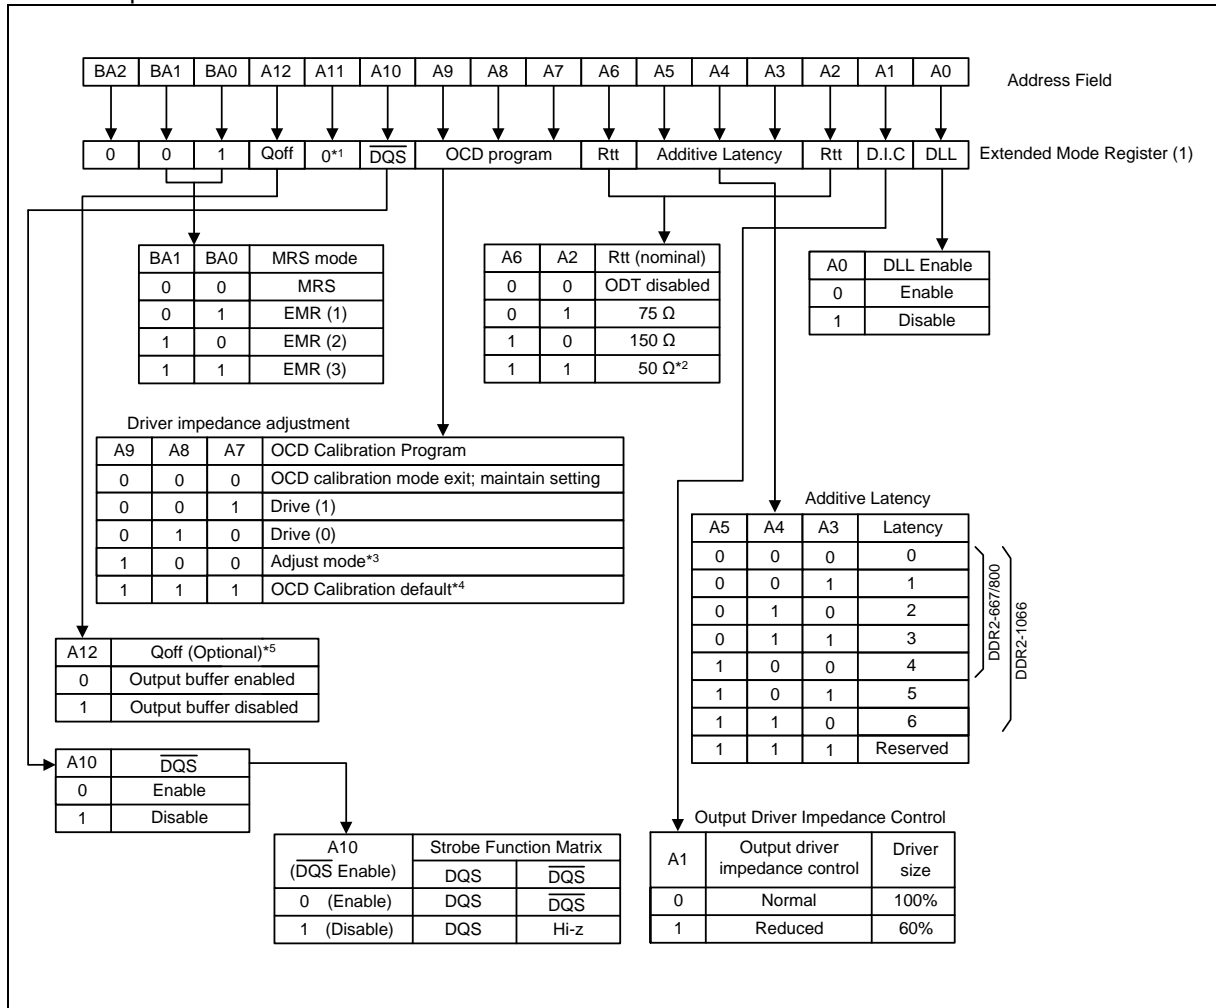 BA2 BA1 BA0 A12 A11 A10 A9 A8 A7 A6 A5 A4 A3 A2 A1 A0 Address Field
0 0 1 Qoff 0*1 D̅Q̅S̅ OCD program Rtt Additive Latency Rtt D.I.C DLL Extended Mode Register (1)
BA1 BA0 MRS mode
0 0 MRS
0 1 EMR (1)
1 0 EMR (2)
1 1 EMR (3)
A6 A2 Rtt (nominal)
0 0 ODT disabled
0 1 75 Ω
1 0 150 Ω
1 1 50 Ω*2
A0 DLL Enable
0 Enable
1 Disable
Driver impedance adjustment
A9 A8 A7 OCD Calibration Program
0 0 0 OCD calibration mode exit; maintain setting
0 0 1 Drive (1)
0 1 0 Drive (0)
1 0 0 Adjust mode*3
1 1 1 OCD Calibration default*4
Additive Latency
A5 A4 A3 Latency
0 0 0 0
0 0 1 1
0 1 0 2
0 1 1 3
1 0 0 4
1 0 1 5
1 1 0 6
1 1 1 Reserved
DDR2-667/800
DDR2-1066
A12 Qoff (Optional)*5
0 Output buffer enabled
1 Output buffer disabled
A10 D̅Q̅S̅
0 Enable
1 Disable
A10 (D̅Q̅S̅ Enable) Strobe Function Matrix
DQS D̅Q̅S̅
0 (Enable) DQS D̅Q̅S̅
1 (Disable) DQS Hi-z
Output Driver Impedance Control
A1 Output driver impedance control Driver size
0 Normal 100%
1 Reduced 60%